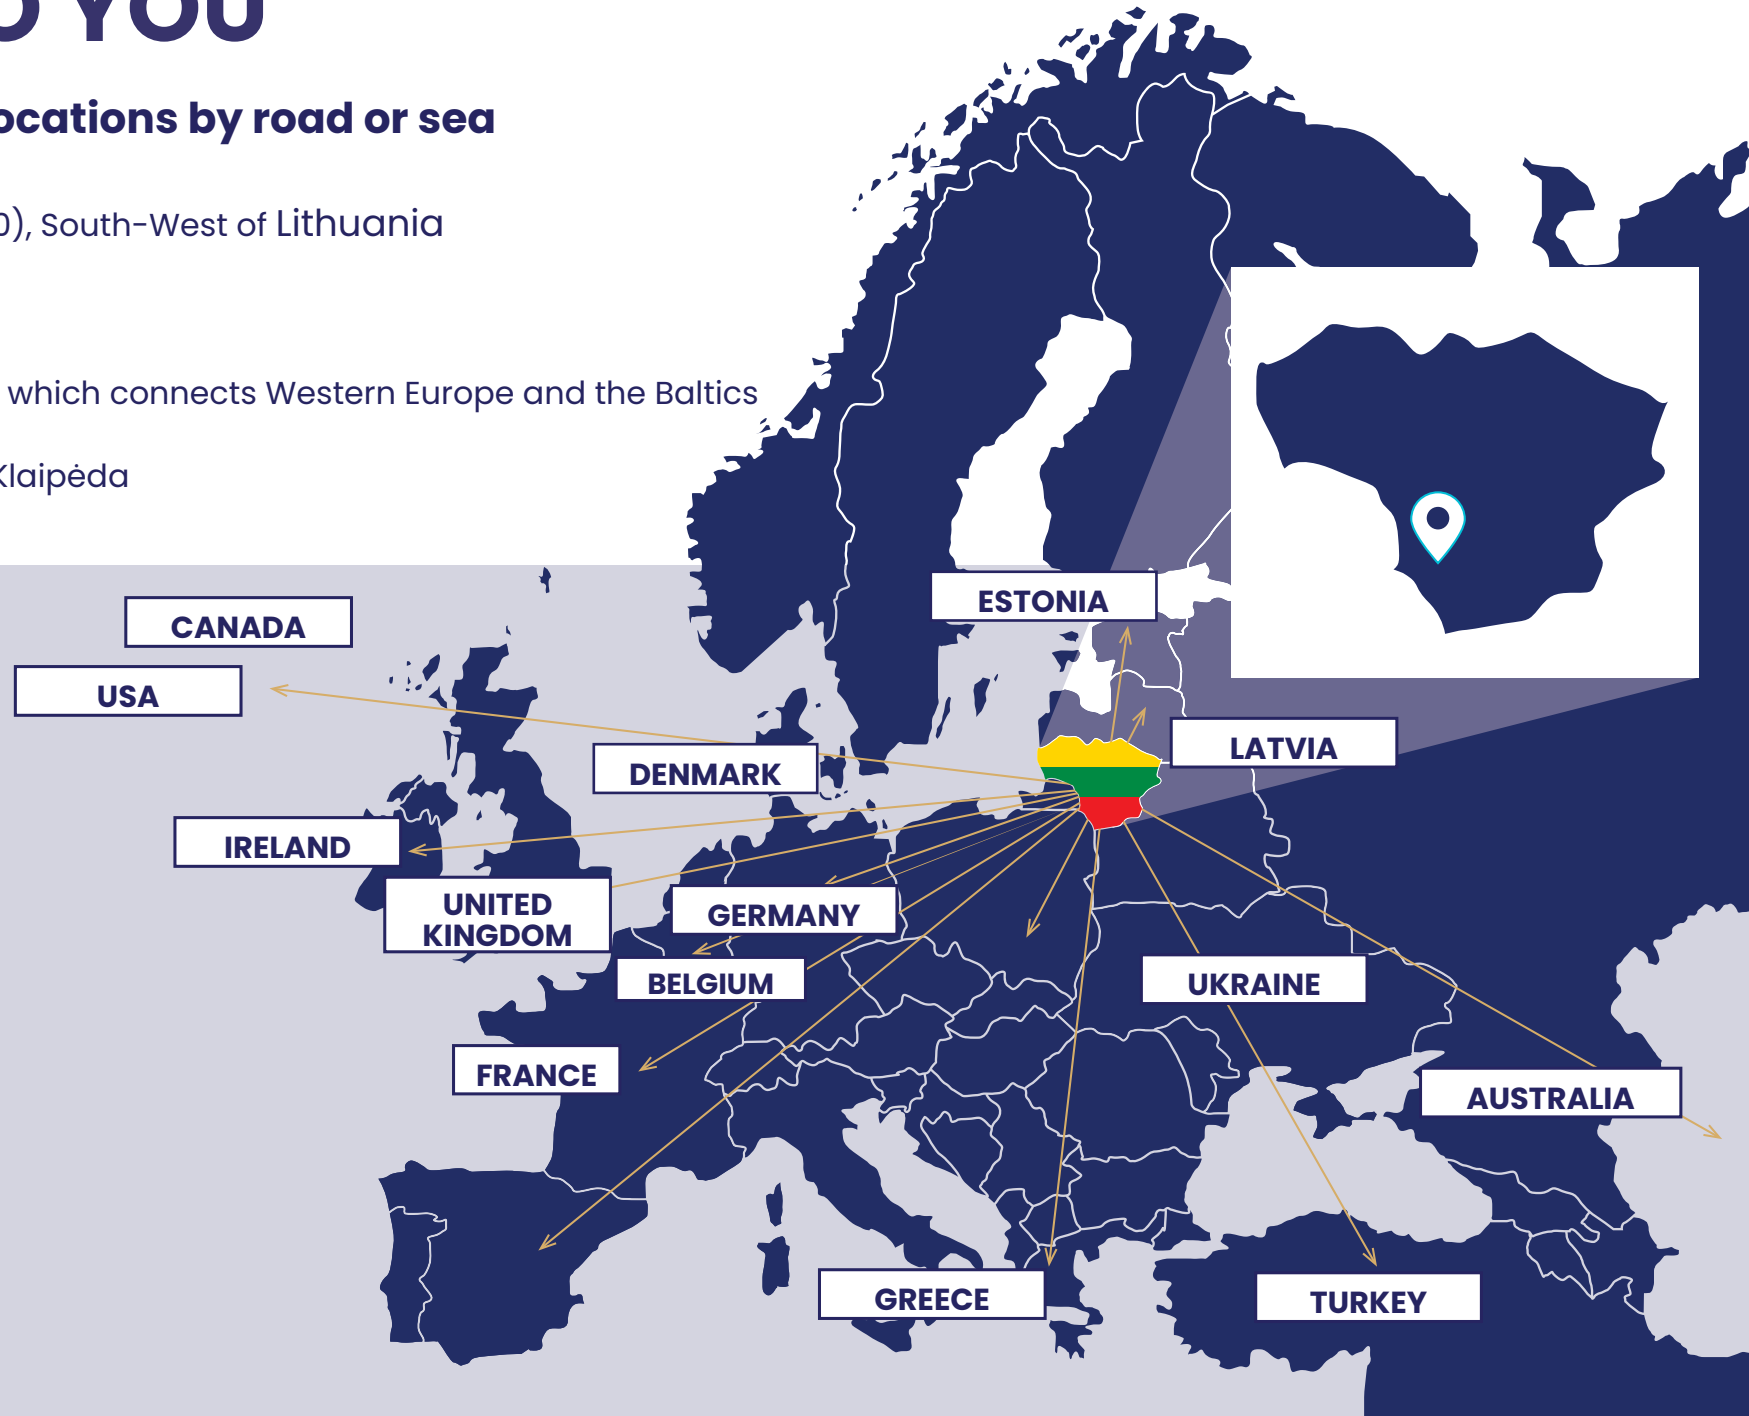 O YOU
ocations by road or sea
0), South-West of Lithuania
which connects Western Europe and the Baltics
Klaipėda
ESTONIA
CANADA
USA
LATVIA
DENMARK
IRELAND
UNITED
KINGDOM
GERMANY
BELGIUM
UKRAINE
FRANCE
AUSTRALIA
GREECE
TURKEY